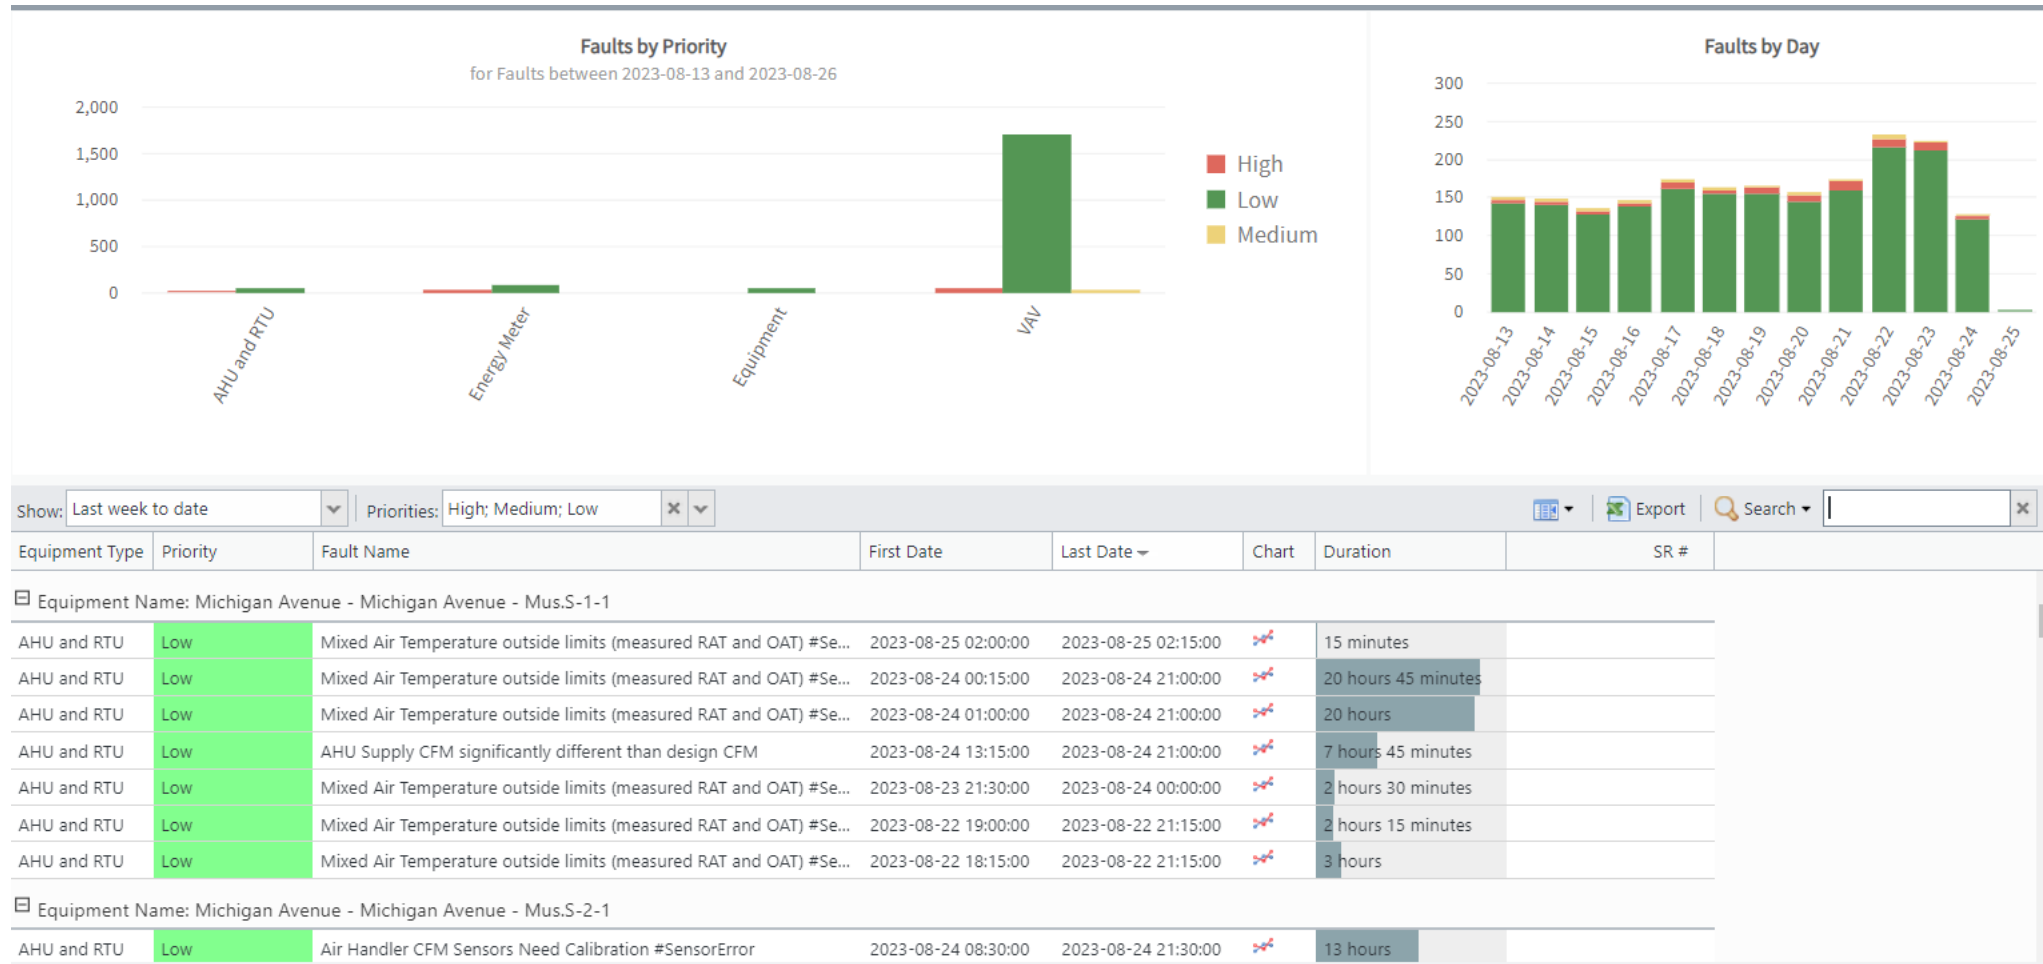 Faults by Priority
for Faults between 2023-08-13 and 2023-08-26
2,000
1,500
1,000
500
0
AHU and RTU
Energy Meter
Equipment
VAV
High
Low
Medium
Faults by Day
300
250
200
150
100
50
0
2023-08-13
2023-08-14
2023-08-15
2023-08-16
2023-08-17
2023-08-18
2023-08-19
2023-08-20
2023-08-21
2023-08-22
2023-08-23
2023-08-24
2023-08-25
Show: Last week to date Priorities: High; Medium; Low Export Search
Equipment Type Priority Fault Name First Date Last Date Chart Duration SR #
Equipment Name: Michigan Avenue - Michigan Avenue - Mus.S-1-1
AHU and RTU Low Mixed Air Temperature outside limits (measured RAT and OAT) #Se... 2023-08-25 02:00:00 2023-08-25 02:15:00 15 minutes
AHU and RTU Low Mixed Air Temperature outside limits (measured RAT and OAT) #Se... 2023-08-24 00:15:00 2023-08-24 21:00:00 20 hours 45 minutes
AHU and RTU Low Mixed Air Temperature outside limits (measured RAT and OAT) #Se... 2023-08-24 01:00:00 2023-08-24 21:00:00 20 hours
AHU and RTU Low AHU Supply CFM significantly different than design CFM 2023-08-24 13:15:00 2023-08-24 21:00:00 7 hours 45 minutes
AHU and RTU Low Mixed Air Temperature outside limits (measured RAT and OAT) #Se... 2023-08-23 21:30:00 2023-08-24 00:00:00 2 hours 30 minutes
AHU and RTU Low Mixed Air Temperature outside limits (measured RAT and OAT) #Se... 2023-08-22 19:00:00 2023-08-22 21:15:00 2 hours 15 minutes
AHU and RTU Low Mixed Air Temperature outside limits (measured RAT and OAT) #Se... 2023-08-22 18:15:00 2023-08-22 21:15:00 3 hours
Equipment Name: Michigan Avenue - Michigan Avenue - Mus.S-2-1
AHU and RTU Low Air Handler CFM Sensors Need Calibration #SensorError 2023-08-24 08:30:00 2023-08-24 21:30:00 13 hours